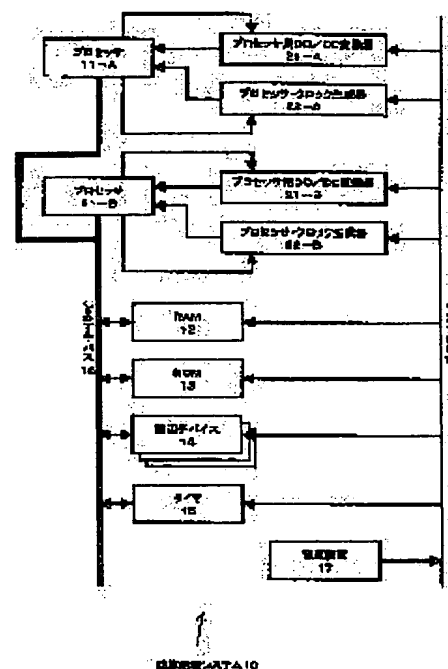 プロセッサ
11-A
プロセッサ用DC/DC変換器
21-A
プロセッサ・クロック生成器
22-A
プロセッサ
11-B
プロセッサ用DC/DC変換器
21-B
プロセッサ・クロック生成器
22-B
システムバス
16
RAM
12
ROM
13
周辺デバイス
14
タイマ
15
電源装置
17
システム10